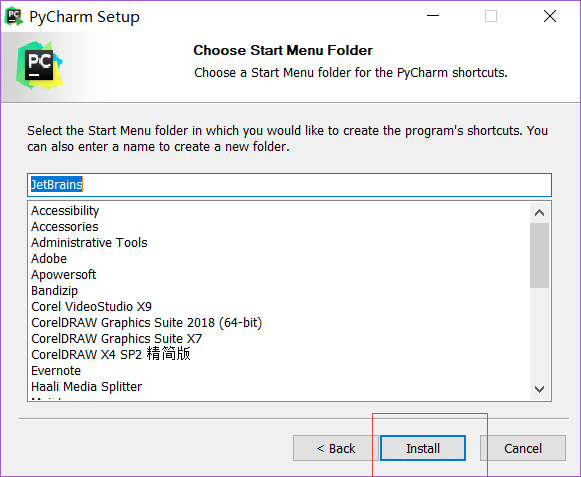 PyCharm Setup
PC
Choose Start Menu Folder
Choose a Start Menu folder for the PyCharm shortcuts.
Select the Start Menu folder in which you would like to create the program's shortcuts. You
can also enter a name to create a new folder.
JetBrains
Accessibility
Accessories
Administrative Tools
Adobe
Apowersoft
Bandizip
Corel VideoStudio X9
CorelDRAW Graphics Suite 2018 (64-bit)
CorelDRAW Graphics Suite X7
CorelDRAW X4 SP2 精简版
Evernote
Haali Media Splitter
< Back
Install
Cancel